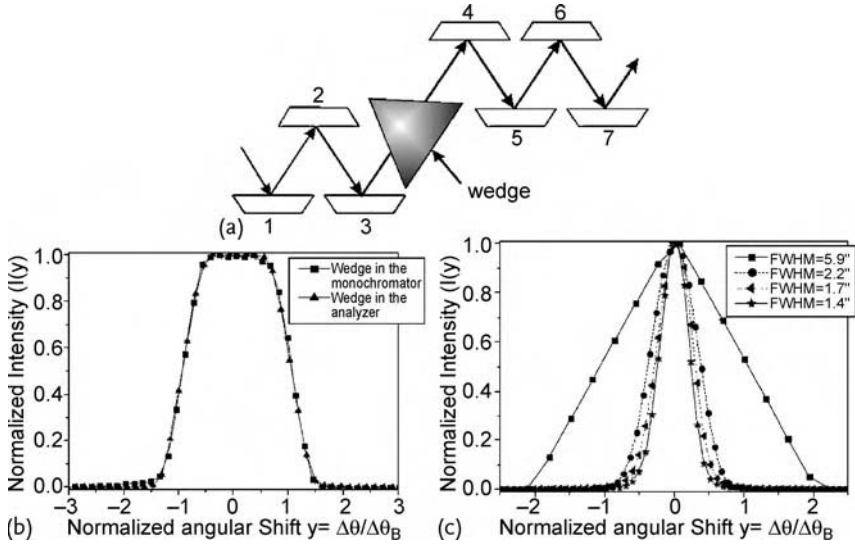 4 6
2
5 7
wedge
(a) 1 3
Normalized Intensity (I(y)
1.0
0.8
0.6
0.4
0.2
0.0
Wedge in the
monochromator
Wedge in the
analyzer
−3 −2 −1 0 1 2 3
(b) Normalized angular Shift y= Δθ/Δθ_B
Normalized Intensity (I(y)
1.0
0.8
0.6
0.4
0.2
0.0
FWHM=5.9"
FWHM=2.2"
FWHM=1.7"
FWHM=1.4"
−2 −1 0 1 2
(c) Normalized angular Shift y= Δθ/Δθ_B